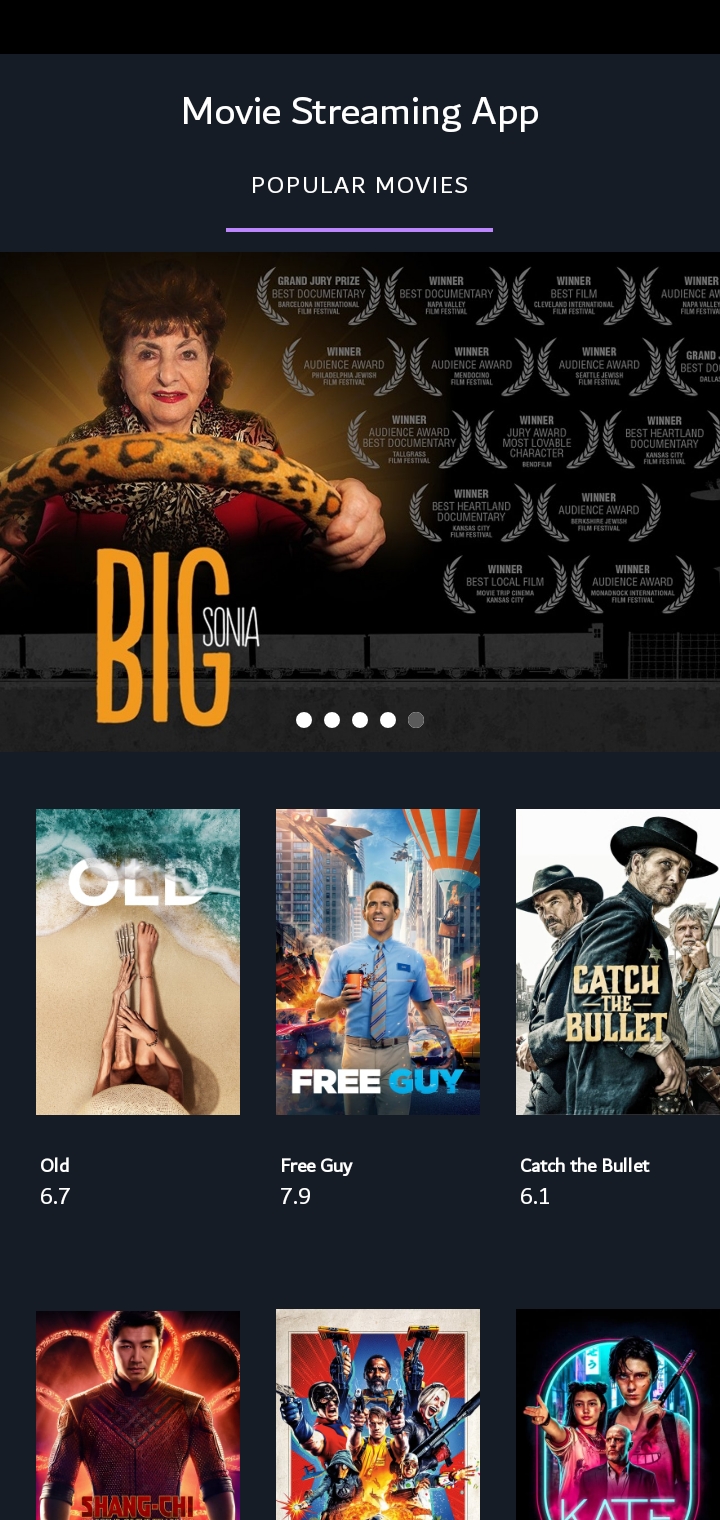 Movie Streaming App
POPULAR MOVIES
GRAND JURY PRIZE
BEST DOCUMENTARY
BARCELONA INTERNATIONAL
FILM FESTIVAL
WINNER
BEST DOCUMENTARY
NAPA VALLEY
FILM FESTIVAL
WINNER
BEST FILM
CLEVELAND INTERNATIONAL
FILM FESTIVAL
WINNER
AUDIENCE AW
NAPA VALLEY
FILM FESTIV
WINNER
AUDIENCE AWARD
PHILADELPHIA JEWISH
FILM FESTIVAL
WINNER
AUDIENCE AWARD
MENDOCINO
FILM FESTIVAL
WINNER
AUDIENCE AWARD
SEATTLE JEWISH
FILM FESTIVAL
GRAND J
BEST DO
DALLA
WINNER
AUDIENCE AWARD
BEST DOCUMENTARY
TALLGRASS
FILM FESTIVAL
WINNER
JURY AWARD
MOST LOVABLE
CHARACTER
BENDFILM
WINNER
BEST HEARTLAND
DOCUMENTARY
KANSAS CITY
FILM FESTIVAL
WINNER
BEST HEARTLAND
DOCUMENTARY
KANSAS CITY
FILM FESTIVAL
WINNER
AUDIENCE AWARD
BERKSHIRE JEWISH
FILM FESTIVAL
WINNER
BEST LOCAL FILM
MOVIE TRIP CINEMA
KANSAS CITY
WINNER
AUDIENCE AWARD
MONADNOCK INTERNATIONAL
FILM FESTIVAL
BIG
SONIA
OLD
FREE GUY
CATCH
THE
BULLET
Old
6.7
Free Guy
7.9
Catch the Bullet
6.1
SHANG-CHI
KATE